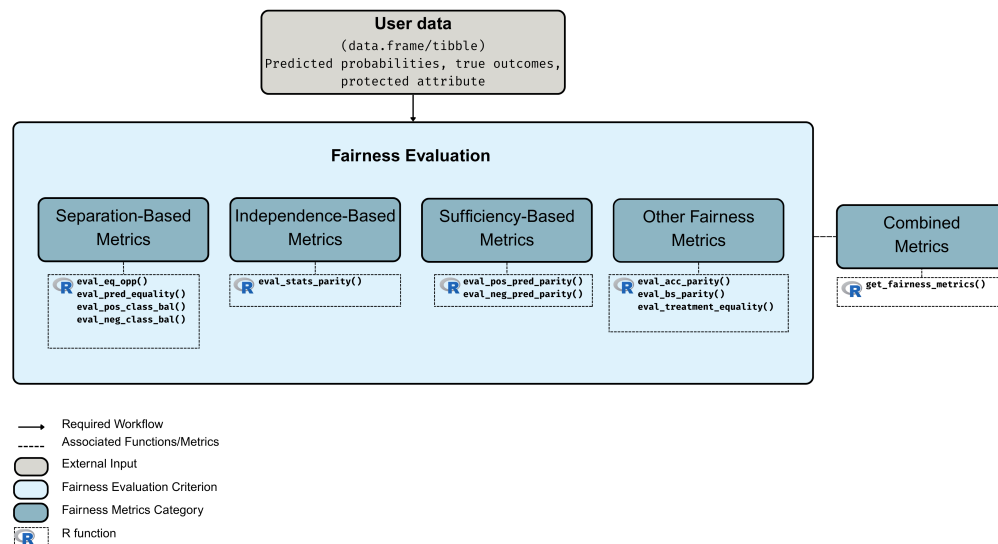 User data
(data.frame/tibble)
Predicted probabilities, true outcomes,
protected attribute
Fairness Evaluation
Separation-Based
Metrics
eval_eq_opp()
eval_pred_equality()
eval_pos_class_bal()
eval_neg_class_bal()
Independence-Based
Metrics
eval_stats_parity()
Sufficiency-Based
Metrics
eval_pos_pred_parity()
eval_neg_pred_parity()
Other Fairness
Metrics
eval_acc_parity()
eval_bs_parity()
eval_treatment_equality()
Combined
Metrics
get_fairness_metrics()
Required Workflow
Associated Functions/Metrics
External Input
Fairness Evaluation Criterion
Fairness Metrics Category
R function